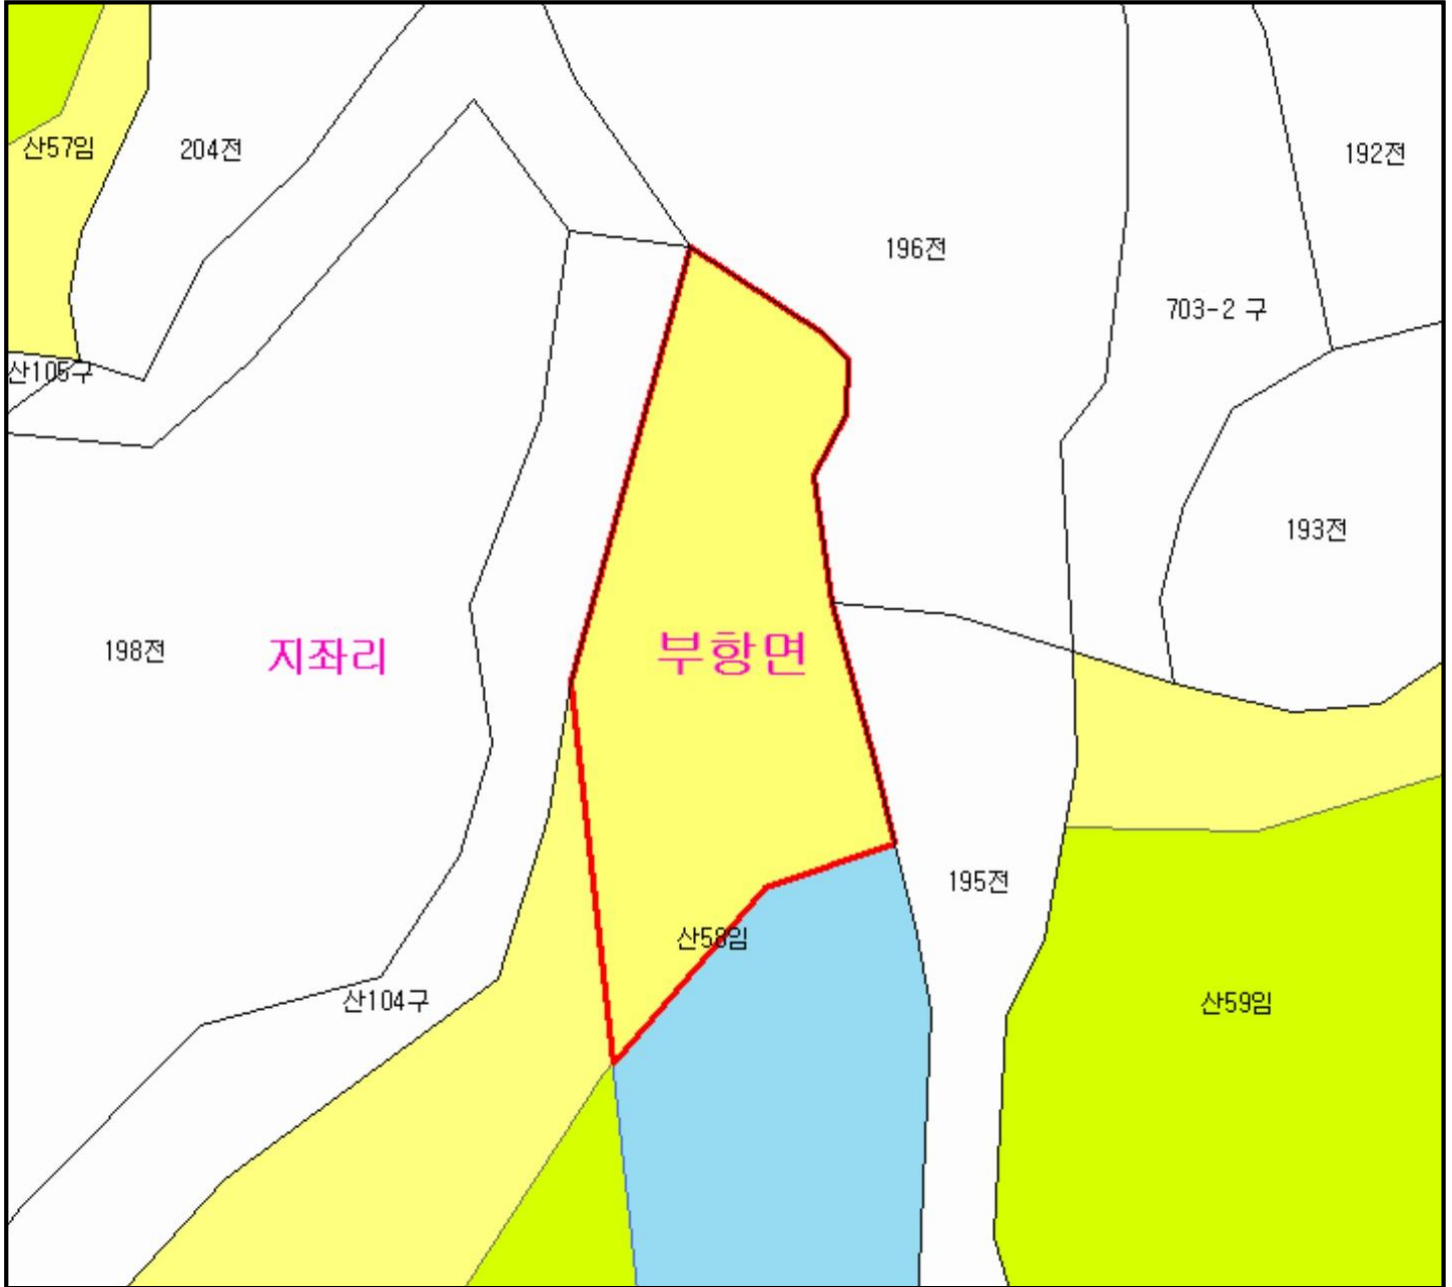 산57임
204전
192전
196전
703-2 구
산105구
193전
198전
지좌리
부항면
195전
산58임
산104구
산59임